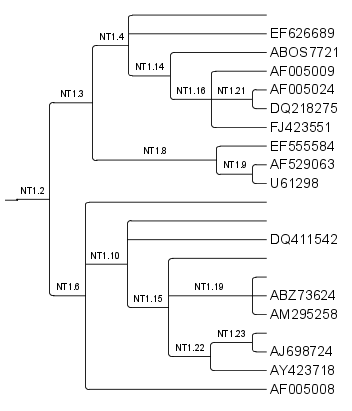 NT1.4
EF626689
ABOS7721
NT1.14
AF005009
NT1.3
NT1.16
NT1.21
AF005024
DQ218275
FJ423551
EF555584
NT1.8
AF529063
NT1.9
U61298
NT1.2
DQ411542
NT1.10
NT1.6
NT1.19
ABZ73624
NT1.15
AM295258
NT1.23
AJ698724
NT1.22
AY423718
AF005008